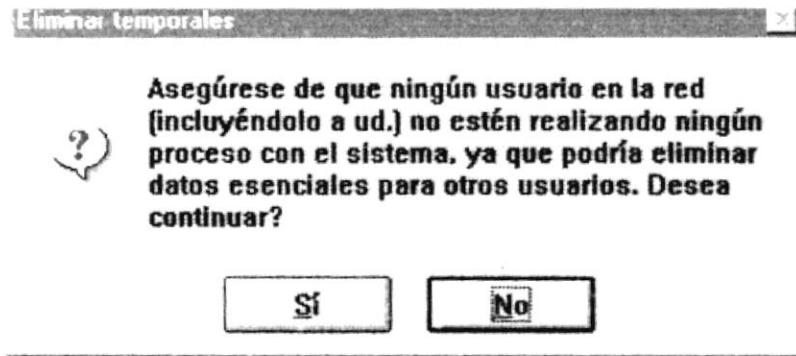 Eliminar temporales
Asegúrese de que ningún usuario en la red
(incluyéndolo a ud.) no estén realizando ningún
proceso con el sistema, ya que podría eliminar
datos esenciales para otros usuarios. Desea
continuar?
Sí
No